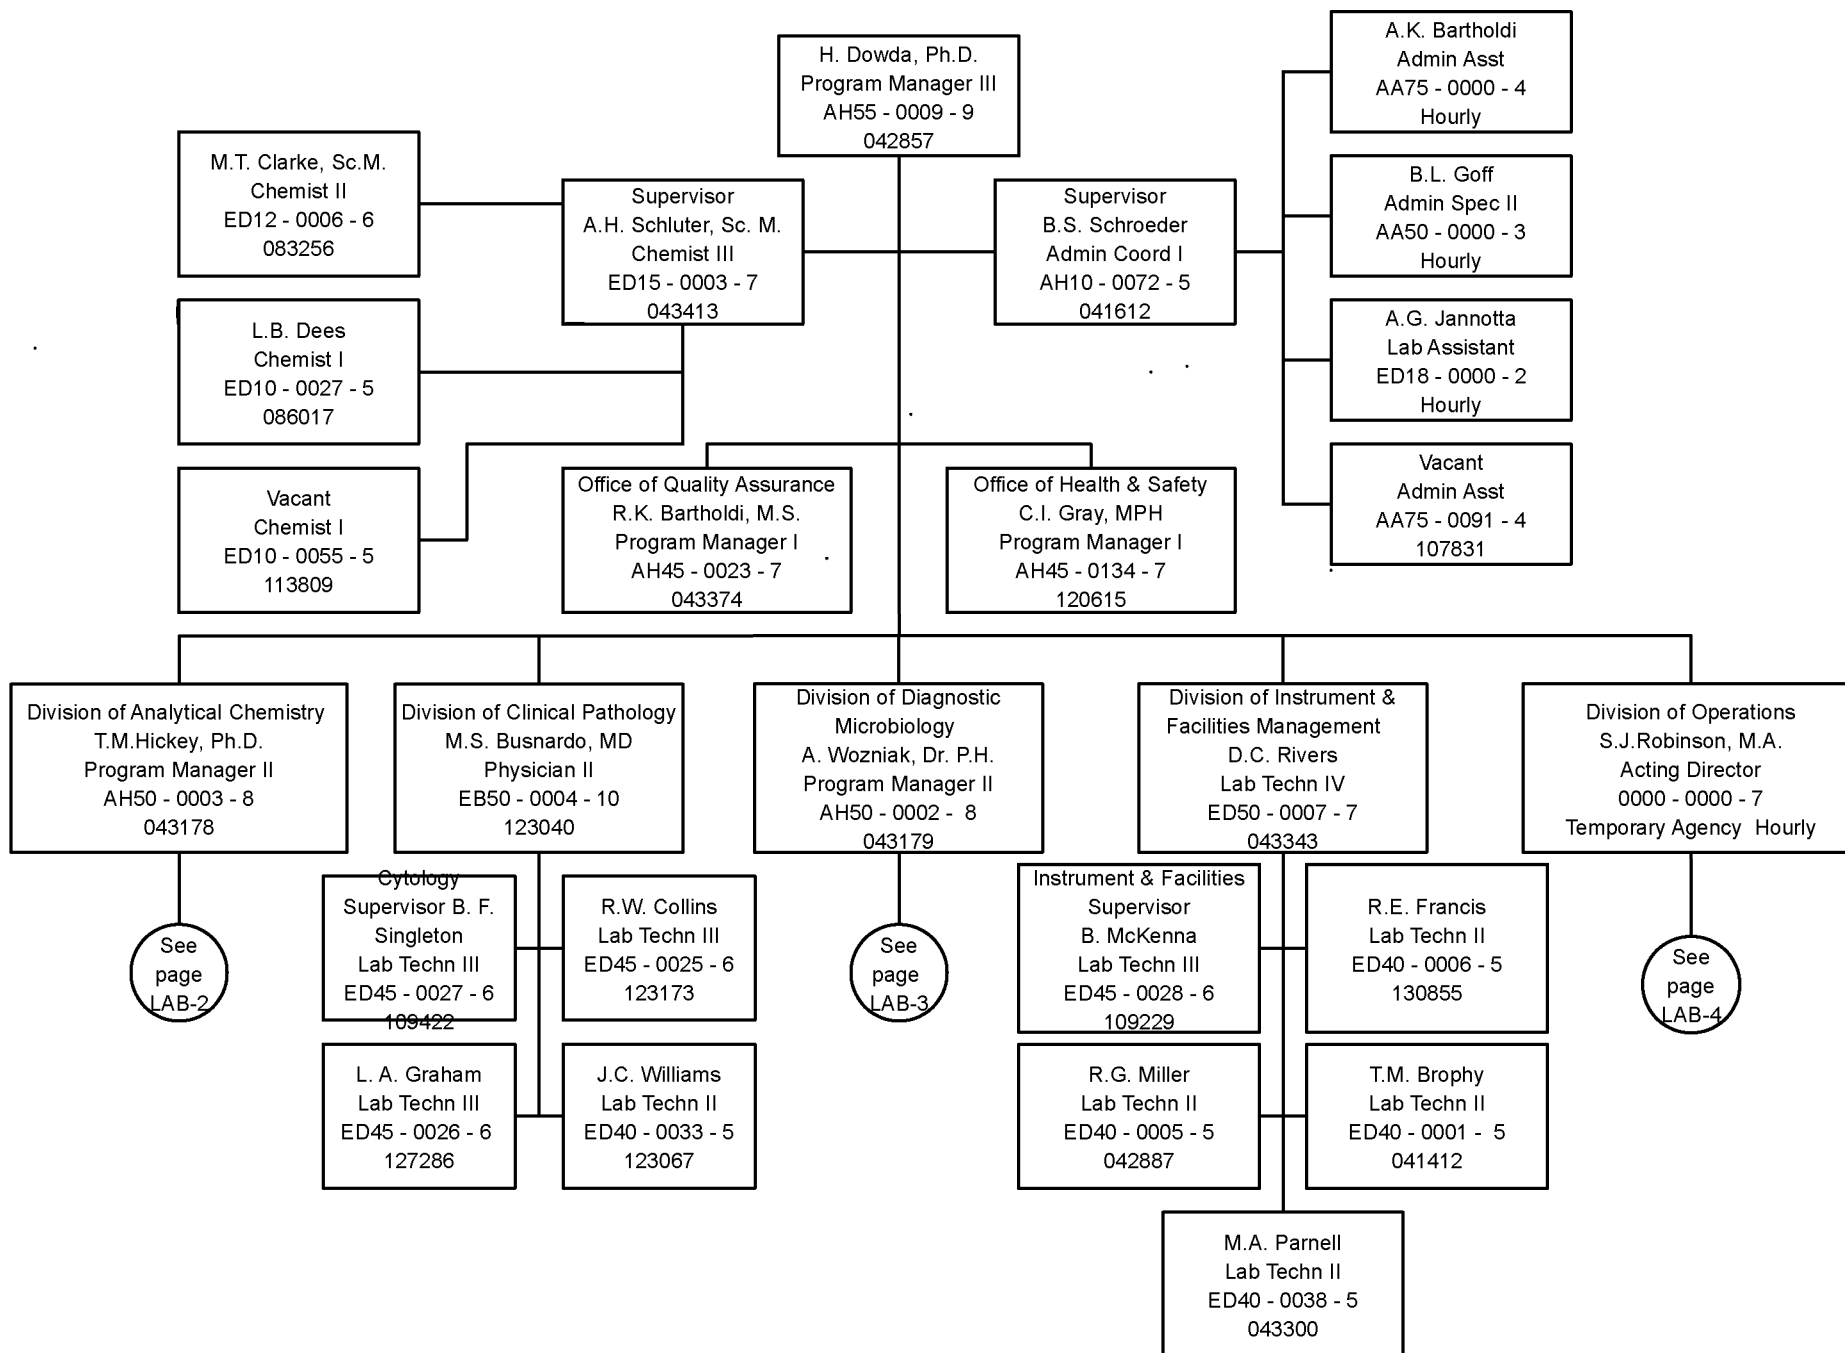 H. Dowda, Ph.D.
Program Manager III
AH55 - 0009 - 9
042857
A.K. Bartholdi
Admin Asst
AA75 - 0000 - 4
Hourly
M.T. Clarke, Sc.M.
Chemist II
ED12 - 0006 - 6
083256
Supervisor
A.H. Schluter, Sc. M.
Chemist III
ED15 - 0003 - 7
043413
Supervisor
B.S. Schroeder
Admin Coord I
AH10 - 0072 - 5
041612
B.L. Goff
Admin Spec II
AA50 - 0000 - 3
Hourly
L.B. Dees
Chemist I
ED10 - 0027 - 5
086017
A.G. Jannotta
Lab Assistant
ED18 - 0000 - 2
Hourly
Vacant
Chemist I
ED10 - 0055 - 5
113809
Office of Quality Assurance
R.K. Bartholdi, M.S.
Program Manager I
AH45 - 0023 - 7
043374
Office of Health & Safety
C.I. Gray, MPH
Program Manager I
AH45 - 0134 - 7
120615
Vacant
Admin Asst
AA75 - 0091 - 4
107831
Division of Analytical Chemistry
T.M.Hickey, Ph.D.
Program Manager II
AH50 - 0003 - 8
043178
Division of Clinical Pathology
M.S. Busnardo, MD
Physician II
EB50 - 0004 - 10
123040
Division of Diagnostic
Microbiology
A. Wozniak, Dr. P.H.
Program Manager II
AH50 - 0002 - 8
043179
Division of Instrument &
Facilities Management
D.C. Rivers
Lab Techn IV
ED50 - 0007 - 7
043343
Division of Operations
S.J.Robinson, M.A.
Acting Director
0000 - 0000 - 7
Temporary Agency Hourly
See
page
LAB-2
Cytology
Supervisor B. F.
Singleton
Lab Techn III
ED45 - 0027 - 6
109422
R.W. Collins
Lab Techn III
ED45 - 0025 - 6
123173
See
page
LAB-3
Instrument & Facilities
Supervisor
B. McKenna
Lab Techn III
ED45 - 0028 - 6
109229
R.E. Francis
Lab Techn II
ED40 - 0006 - 5
130855
See
page
LAB-4
L. A. Graham
Lab Techn III
ED45 - 0026 - 6
127286
J.C. Williams
Lab Techn II
ED40 - 0033 - 5
123067
R.G. Miller
Lab Techn II
ED40 - 0005 - 5
042887
T.M. Brophy
Lab Techn II
ED40 - 0001 - 5
041412
M.A. Parnell
Lab Techn II
ED40 - 0038 - 5
043300